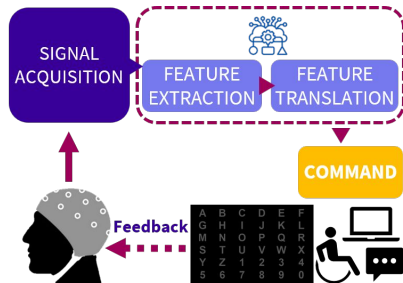 SIGNAL
ACQUISITION
FEATURE
EXTRACTION
FEATURE
TRANSLATION
COMMAND
Feedback
A B C D E F
G H I J K L
M N O P Q R
S T U V W X
Y Z 1 2 3 4
5 6 7 8 9 0